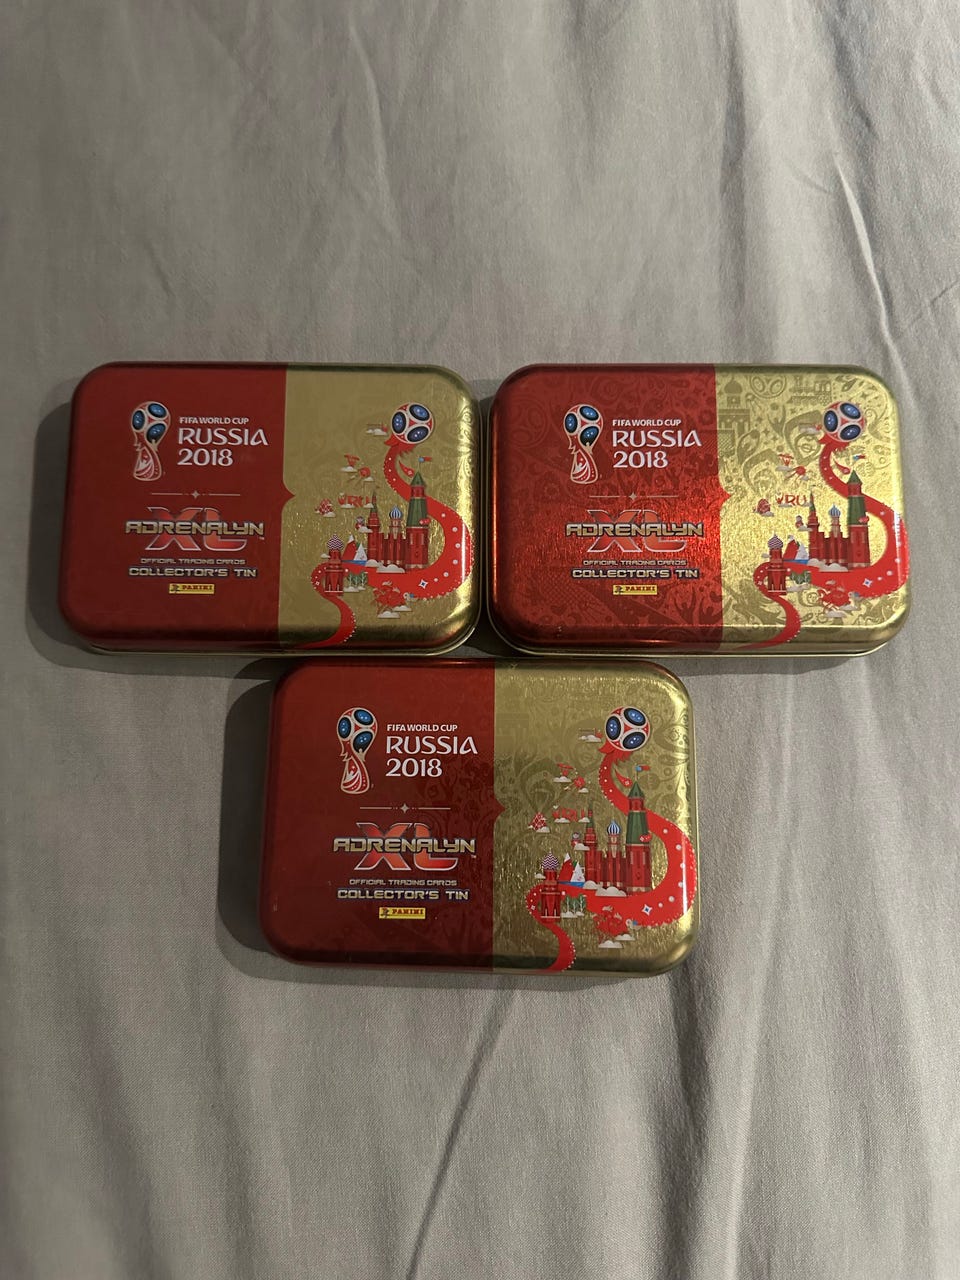 FIFA WORLD CUP
RUSSIA
2018
ADRENALYN
XL
OFFICIAL TRADING CARDS
COLLECTOR'S TIN
PANINI
FIFA WORLD CUP
RUSSIA
2018
ADRENALYN
XL
OFFICIAL TRADING CARDS
COLLECTOR'S TIN
PANINI
FIFA WORLD CUP
RUSSIA
2018
ADRENALYN
XL
™
OFFICIAL TRADING CARDS
COLLECTOR'S TIN
PANINI